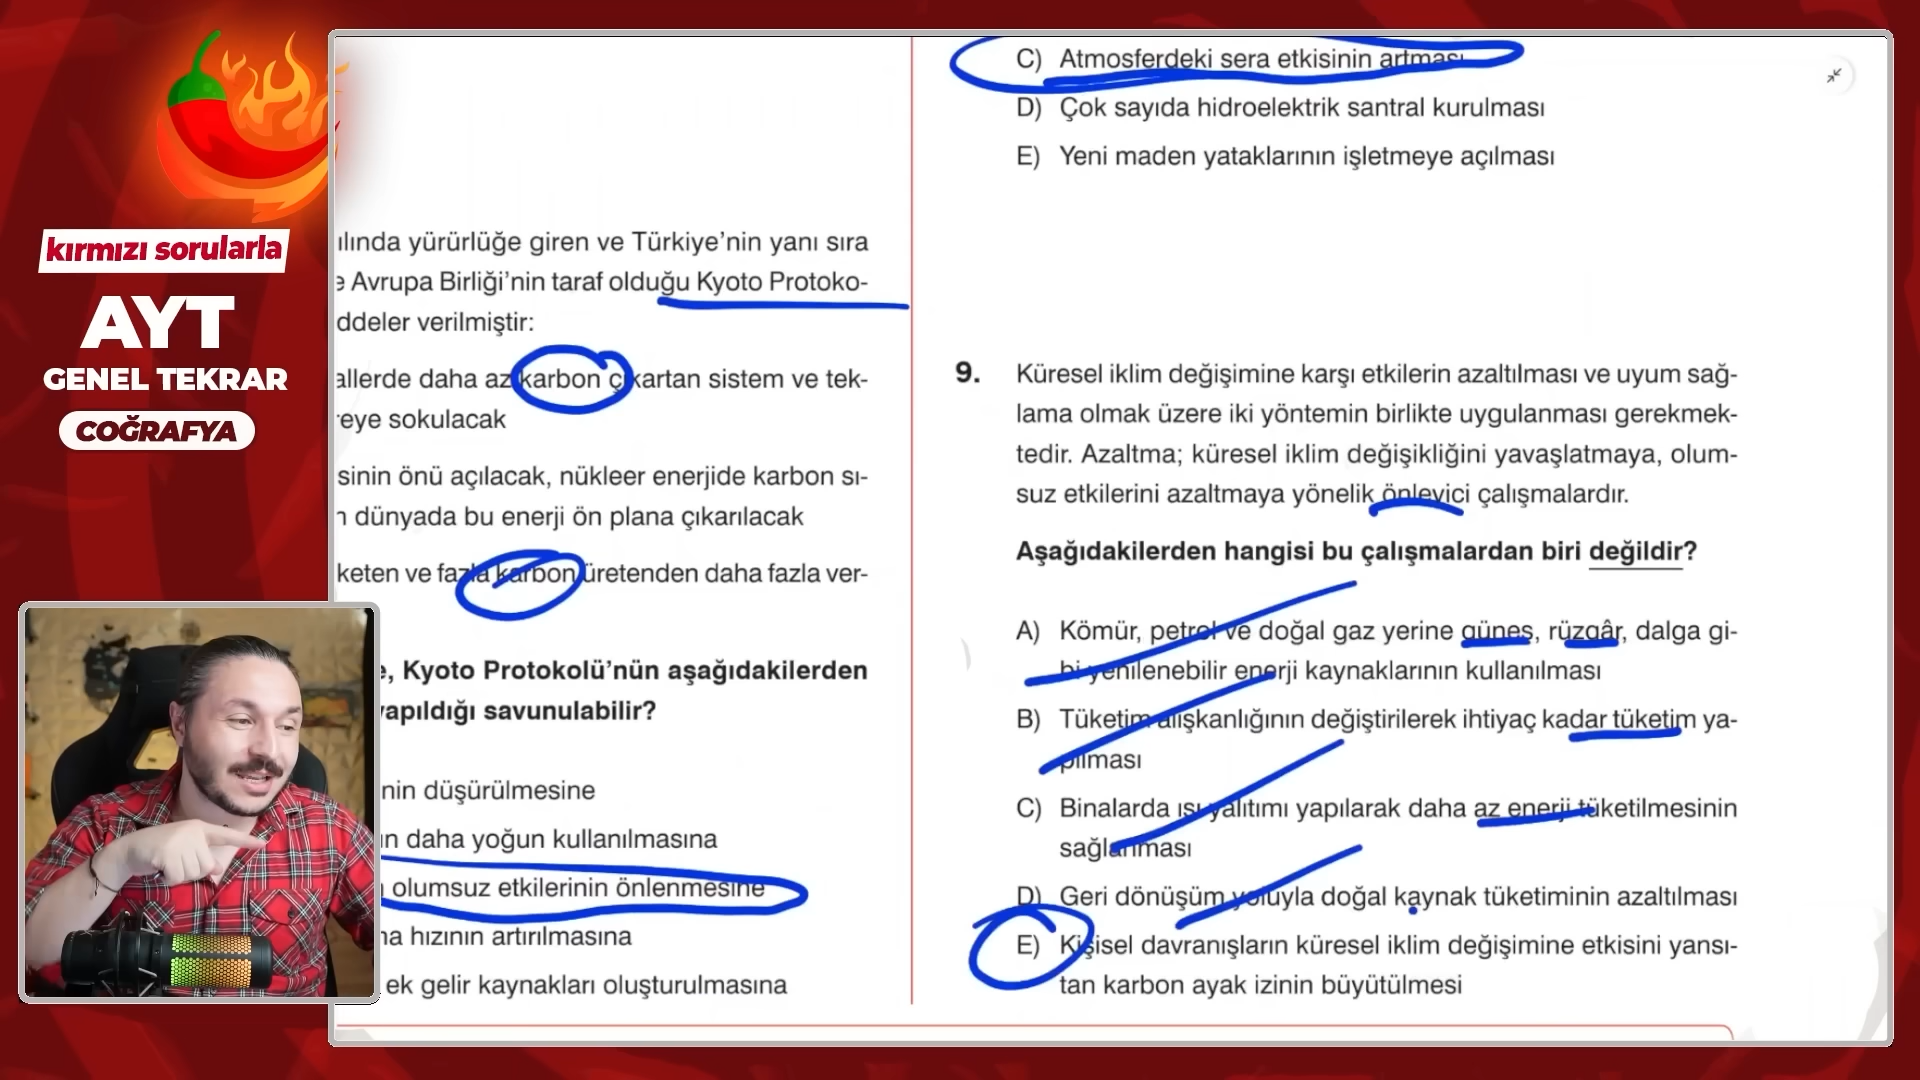 kırmızı sorularla
AYT
GENEL TEKRAR
COĞRAFYA
ılında yürürlüğe giren ve Türkiye’nin yanı sıra
e Avrupa Birliği’nin taraf olduğu Kyoto Protoko-
ddeler verilmiştir:
allerde daha az karbon çıkartan sistem ve tek-
reye sokulacak
sinin önü açılacak, nükleer enerjide karbon sı-
n dünyada bu enerji ön plana çıkarılacak
keten ve fazla karbon üretenden daha fazla ver-
e, Kyoto Protokolü’nün aşağıdakilerden
yapıldığı savunulabilir?
nin düşürülmesine
ın daha yoğun kullanılmasına
olumsuz etkilerinin önlenmesine
na hızının artırılmasına
ek gelir kaynakları oluşturulmasına
C) Atmosferdeki sera etkisinin artması
D) Çok sayıda hidroelektrik santral kurulması
E) Yeni maden yataklarının işletmeye açılması
9. Küresel iklim değişimine karşı etkilerin azaltılması ve uyum sağ-
lama olmak üzere iki yöntemin birlikte uygulanması gerekmek-
tedir. Azaltma; küresel iklim değişikliğini yavaşlatmaya, olum-
suz etkilerini azaltmaya yönelik önleyici çalışmalardır.
Aşağıdakilerden hangisi bu çalışmalardan biri değildir?
A) Kömür, petrol ve doğal gaz yerine güneş, rüzgâr, dalga gi-
bi yenilenebilir enerji kaynaklarının kullanılması
B) Tüketim alışkanlığının değiştirilerek ihtiyaç kadar tüketim ya-
pılması
C) Binalarda ısı yalıtımı yapılarak daha az enerji tüketilmesinin
sağlanması
D) Geri dönüşüm yoluyla doğal kaynak tüketiminin azaltılması
E) Kişisel davranışların küresel iklim değişimine etkisini yansı-
tan karbon ayak izinin büyütülmesi